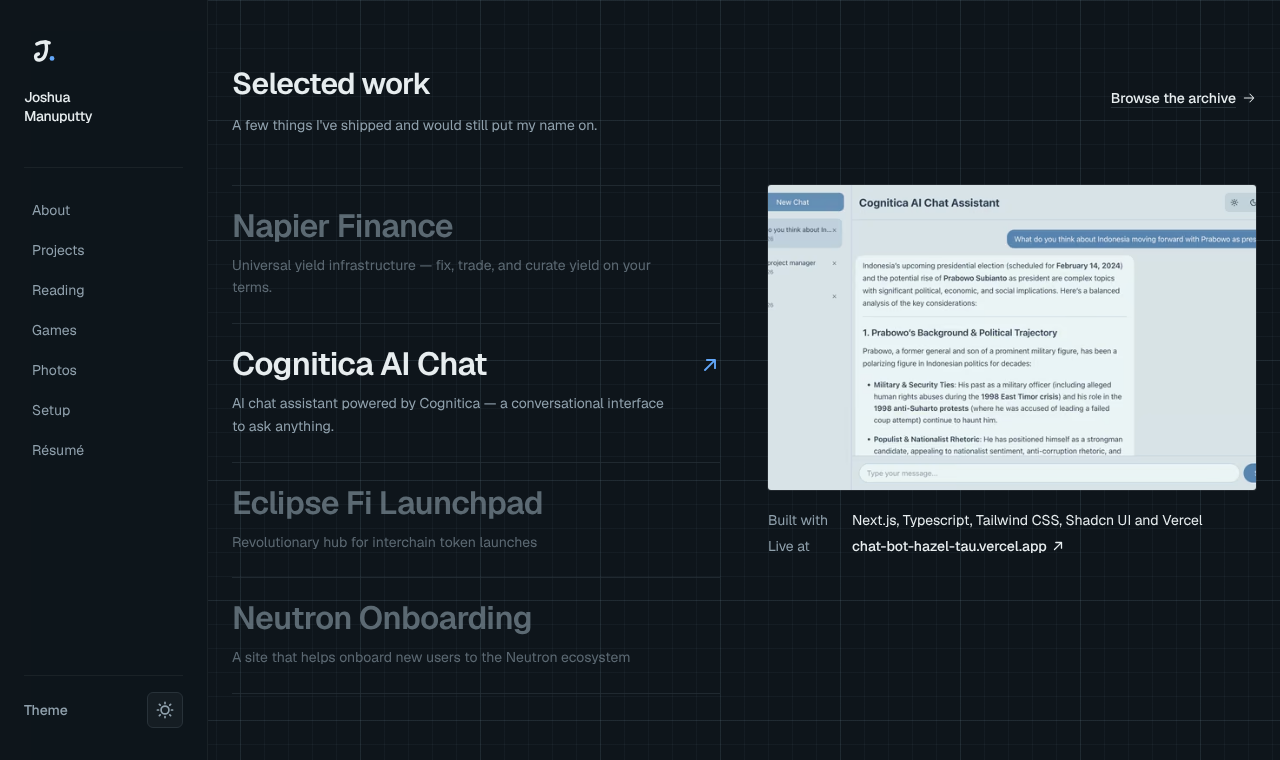 J.
Joshua
Manuputty
About
Projects
Reading
Games
Photos
Setup
Résumé
Theme
Selected work
A few things I've shipped and would still put my name on.
Browse the archive →
Napier Finance
Universal yield infrastructure — fix, trade, and curate yield on your
terms.
Cognitica AI Chat
AI chat assistant powered by Cognitica — a conversational interface
to ask anything.
Eclipse Fi Launchpad
Revolutionary hub for interchain token launches
Neutron Onboarding
A site that helps onboard new users to the Neutron ecosystem
New Chat
you think about In...×
project manager ×
×
Cognitica AI Chat Assistant
What do you think about Indonesia moving forward with Prabowo as
Indonesia's upcoming presidential election (scheduled for February 14, 2024)
and the potential rise of Prabowo Subianto as president are complex topics
with significant political, economic, and social implications. Here's a balanced
analysis of the key considerations:
1. Prabowo's Background & Political Trajectory
Prabowo, a former general and son of a prominent military figure, has been a
polarizing figure in Indonesian politics for decades:
• Military & Security Ties: His past as a military officer (including alleged
human rights abuses during the 1998 East Timor crisis) and his role in the
1998 anti-Suharto protests (where he was accused of leading a failed
coup attempt) continue to haunt him.
• Populist & Nationalist Rhetoric: He has positioned himself as a strongman
candidate, appealing to nationalist sentiment, anti-corruption rhetoric, and
Type your message...
Built with Next.js, Typescript, Tailwind CSS, Shadcn UI and Vercel
Live at chat-bot-hazel-tau.vercel.app ↗